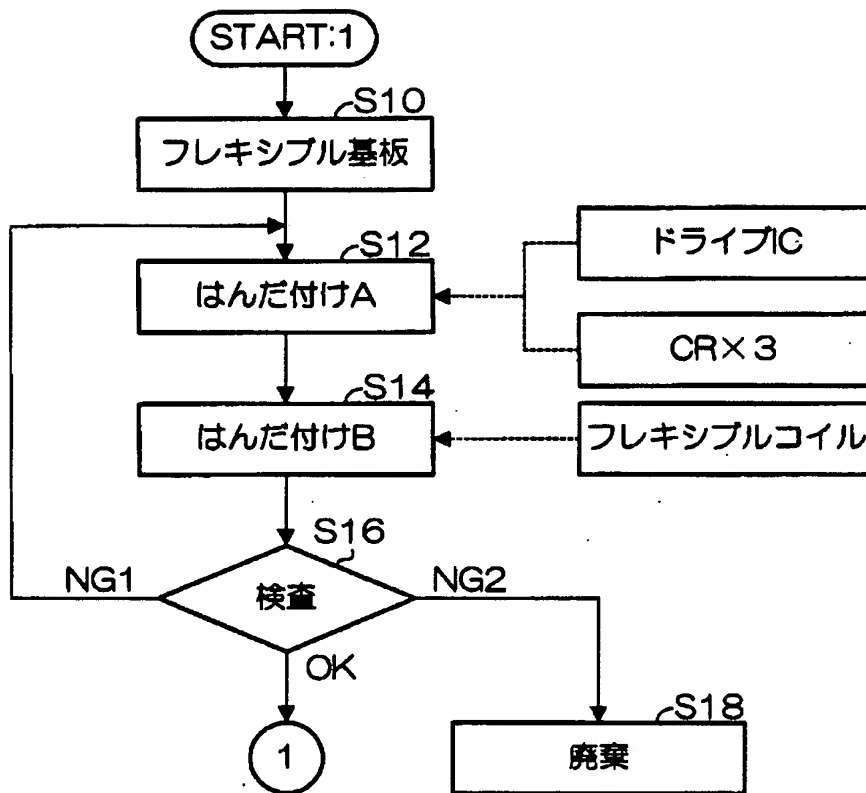 START:1
S10
フレキシブル基板
S12
はんだ付けA
ドライブIC
CR×3
S14
はんだ付けB
フレキシブルコイル
S16
NG1
検査
NG2
OK
1
S18
廃棄